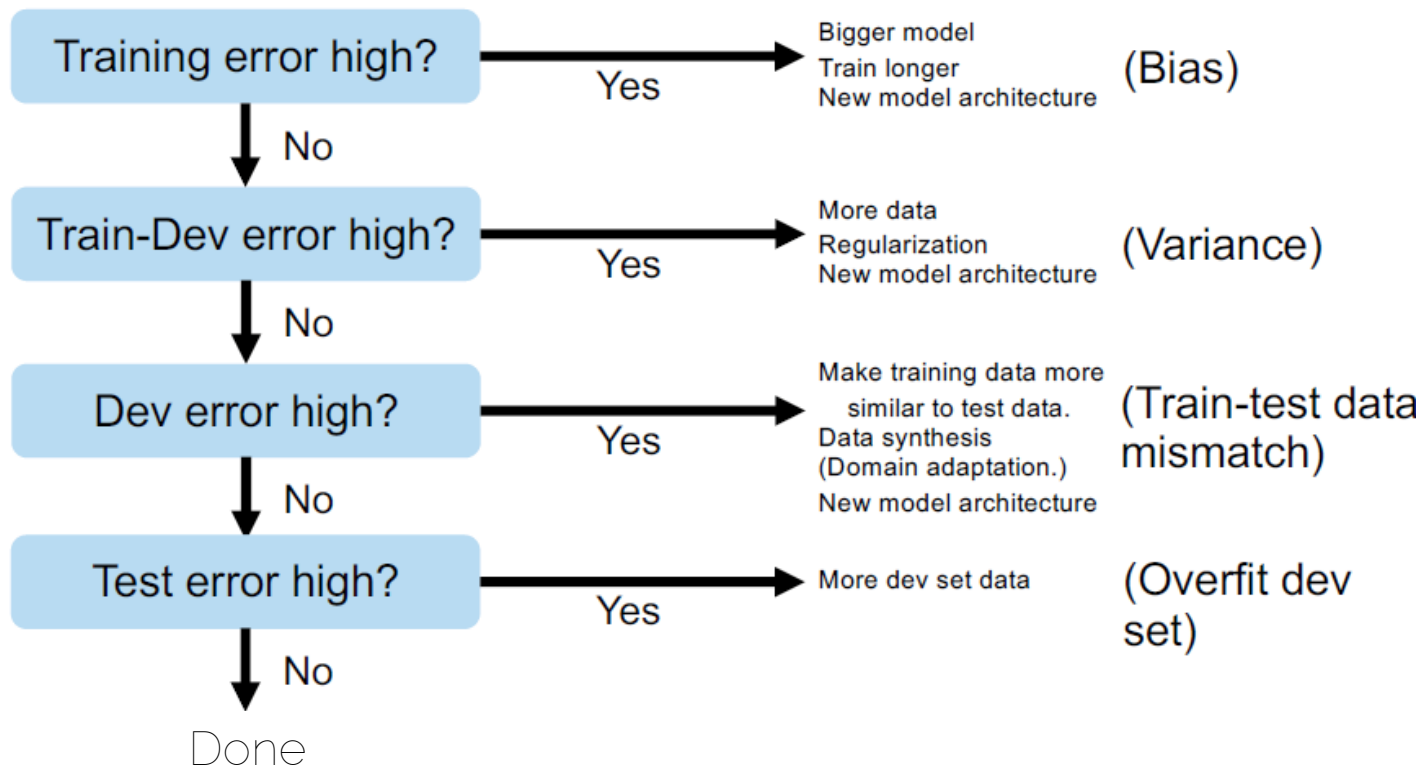 Training error high?
Yes
Bigger model
Train longer
New model architecture
(Bias)
No
Train-Dev error high?
Yes
More data
Regularization
New model architecture
(Variance)
No
Dev error high?
Yes
Make training data more
similar to test data.
Data synthesis
(Domain adaptation.)
New model architecture
(Train-test data
mismatch)
No
Test error high?
Yes
More dev set data
(Overfit dev
set)
No
Done